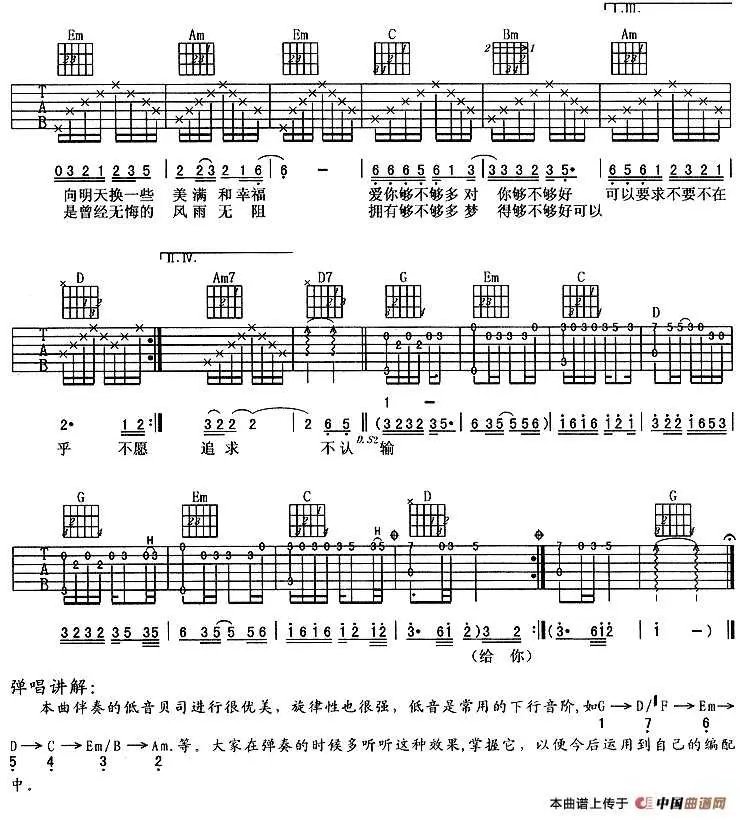 I.III.
Em Am Em C Bm Am
T A B
0 3 2 1 2 3 5 | 2 2 3 2 1 6 | 6 — | 6 6 6 5 6 1 3 | 3 3 3 2 3 5· | 6 5 6 1 3 3 2 1 |
向明天换一些 美满 和幸福 爱你够不够多对 你够不够好 可以要求不要不在
是曾经无悔的 风雨无阻 拥有够不够多梦 得够不够好可以
II.IV.
D Am7 D7 G Em C D
T A B
1 —
2· 1 2 :|| 3 2 2 2 2 | 2 6 5 || (3 2 3 2 3 5· | 6 3 5 5 5 6 | 1 6 1 6 1 2 1 | 3 2 2 1 6 5 3 |
乎 不愿 追求 不认 D.S2 输
G Em C D G
H H
T A B
3 2 3 2 3 5 3 5 | 6 3 5 5 5 6 | 1 6 1 6 1 2 1 2 | 3· 6 1 2) 3 2 :|| (3· 6 1 2 | 1 —) ||
(给 你)
弹唱讲解：
本曲伴奏的低音贝司进行很优美，旋律性也很强，低音是常用的下行音阶，如G→D/#F→Em→
1 7 6
D→C→Em/B→Am.等。大家在弹奏的时候多听听这种效果，掌握它，以便今后运用到自己的编配
5 4 3 2
中。
本曲谱上传于 中国曲谱网